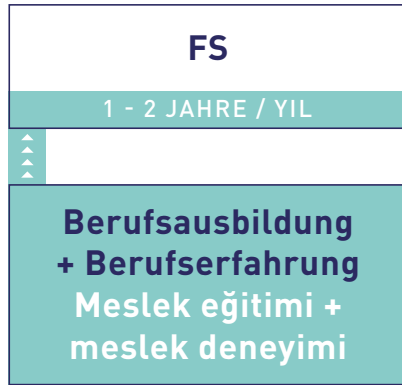 FS
1 - 2 JAHRE / YIL
Berufsausbildung
+ Berufserfahrung
Meslek eğitimi +
meslek deneyimi